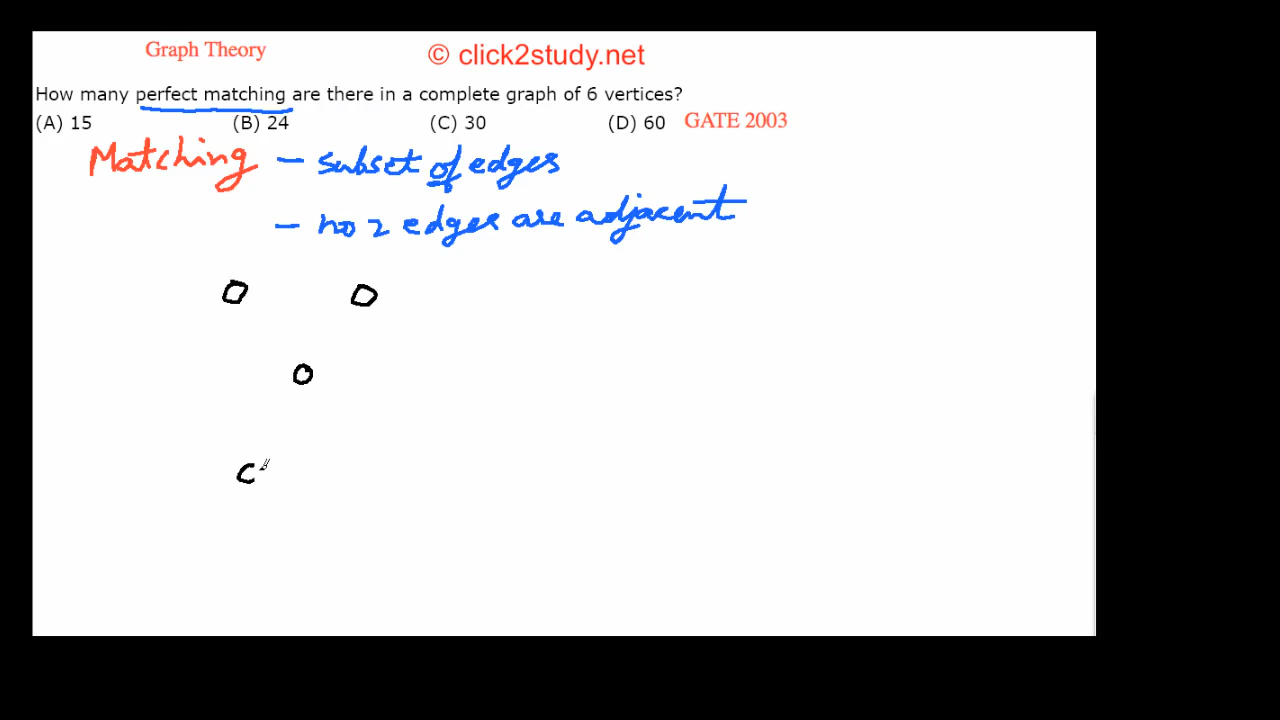 Graph Theory
© click2study.net
How many perfect matching are there in a complete graph of 6 vertices?
(A) 15 (B) 24 (C) 30 (D) 60 GATE 2003
Matching - subset of edges
- no 2 edges are adjacent